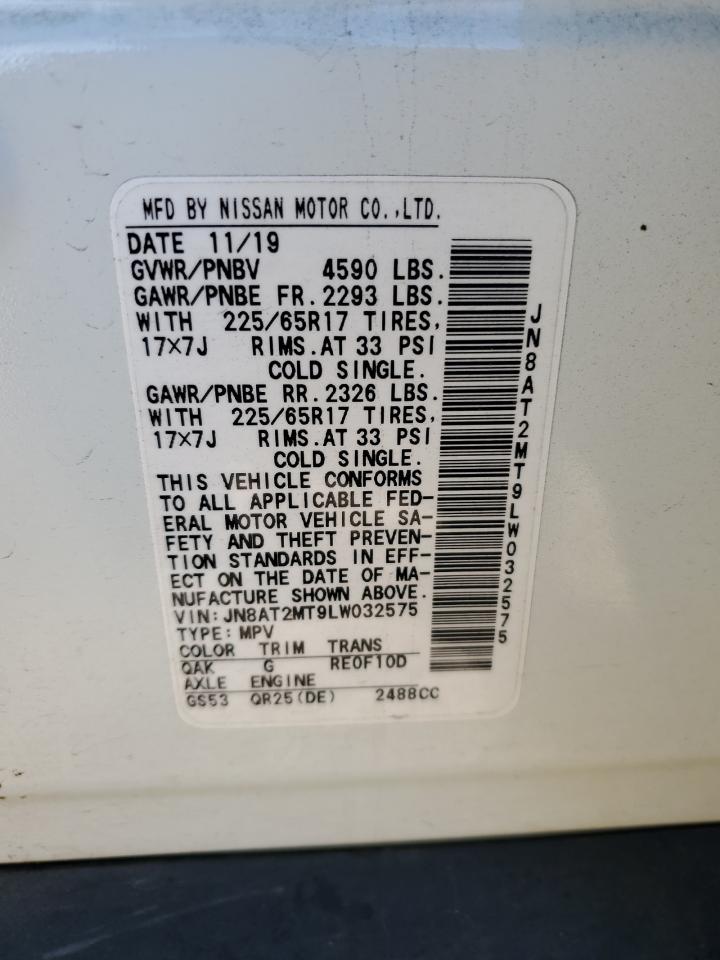 MFD BY NISSAN MOTOR CO.,LTD.
DATE 11/19
GVWR/PNBV 4590 LBS.
GAWR/PNBE FR. 2293 LBS.
WITH 225/65R17 TIRES,
17×7J RIMS. AT 33 PSI
COLD SINGLE.
GAWR/PNBE RR. 2326 LBS.
WITH 225/65R17 TIRES,
17×7J RIMS. AT 33 PSI
COLD SINGLE.
THIS VEHICLE CONFORMS
TO ALL APPLICABLE FED-
ERAL MOTOR VEHICLE SA-
FETY AND THEFT PREVEN-
TION STANDARDS IN EFF-
ECT ON THE DATE OF MA-
NUFACTURE SHOWN ABOVE.
VIN: JN8AT2MT9LW032575
TYPE: MPV
COLOR TRIM TRANS
QAK G RE0F10D
AXLE ENGINE
GS53 QR25(DE) 2488CC
JN8AT2MT9LW032575